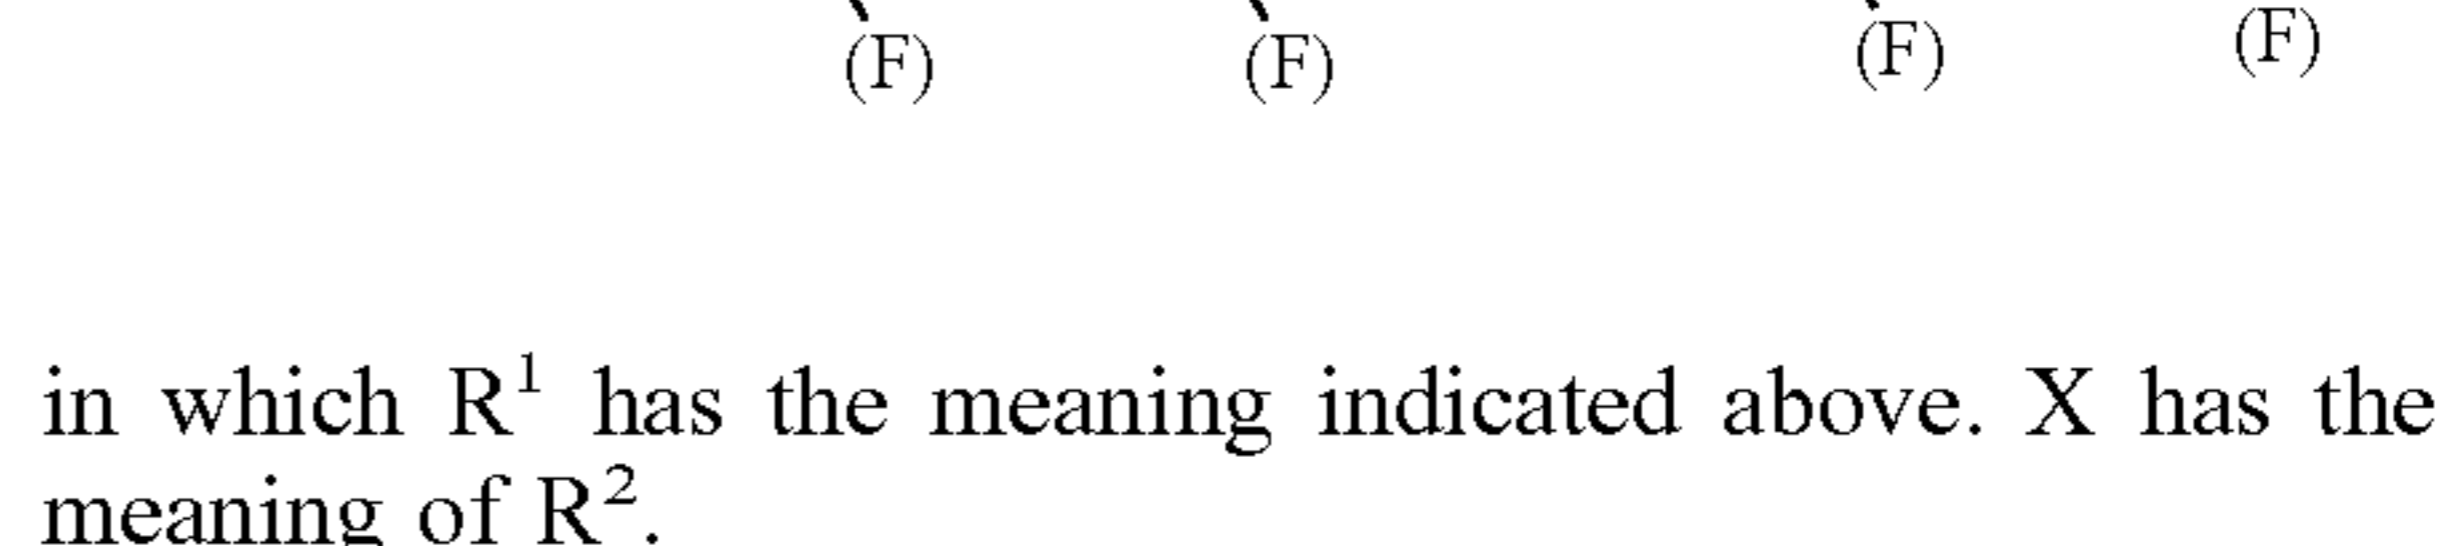 (F) (F) (F) (F)
in which R¹ has the meaning indicated above. X has the
meaning of R².